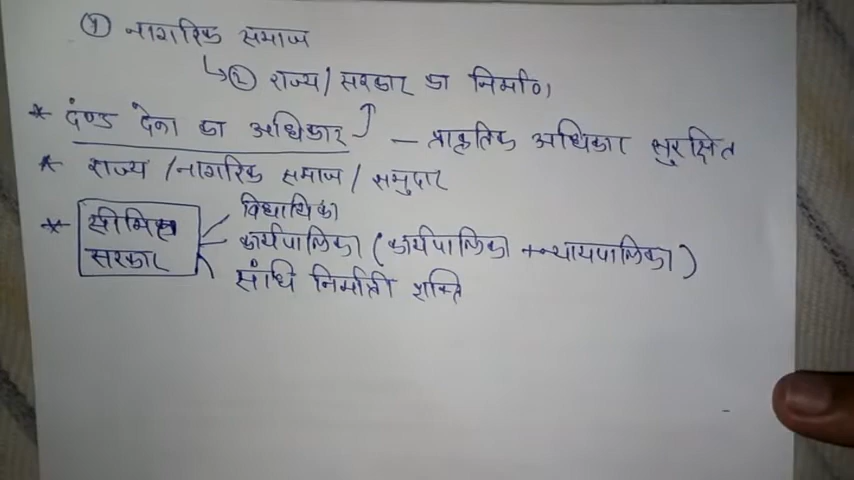 ① नागरिक समाज
↳② राज्य/सरकार का निर्माण
* दण्ड देना का अधिकार – प्राकृतिक अधिकार सुरक्षित
* राज्य/नागरिक समाज/समुदाय
* सीमित सरकार
विधायिका
कार्यपालिका (कार्यपालिका + न्यायपालिका)
संधि निर्मात्री शक्ति